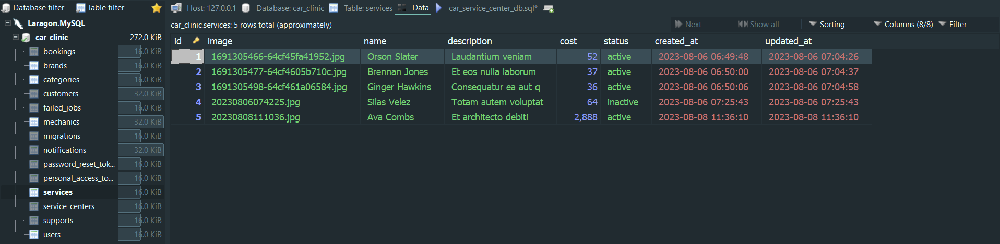 Database filter Table filter
Host: 127.0.0.1 Database: car_clinic Table: services Data car_service_center_db.sql*
Laragon.MySQL
car_clinic 272.0 KiB
bookings 16.0 KiB
brands 16.0 KiB
categories 16.0 KiB
customers 32.0 KiB
failed_jobs 16.0 KiB
mechanics 32.0 KiB
migrations 16.0 KiB
notifications 32.0 KiB
password_reset_tok... 16.0 KiB
personal_access_to... 16.0 KiB
services 16.0 KiB
service_centers 16.0 KiB
supports 16.0 KiB
users 16.0 KiB
car_clinic.services: 5 rows total (approximately) Next Show all Sorting Columns (8/8) Filter
id image name description cost status created_at updated_at
1 1691305466-64cf45fa41952.jpg Orson Slater Laudantium veniam 52 active 2023-08-06 06:49:48 2023-08-06 07:04:26
2 1691305477-64cf4605b710c.jpg Brennan Jones Et eos nulla laborum 37 active 2023-08-06 06:50:00 2023-08-06 07:04:37
3 1691305498-64cf461a06584.jpg Ginger Hawkins Consequatur ea aut q 36 active 2023-08-06 06:50:06 2023-08-06 07:04:58
4 20230806074225.jpg Silas Velez Totam autem voluptat 64 inactive 2023-08-06 07:25:43 2023-08-06 07:25:43
5 20230808111036.jpg Ava Combs Et architecto debiti 2,888 active 2023-08-08 11:36:10 2023-08-08 11:36:10